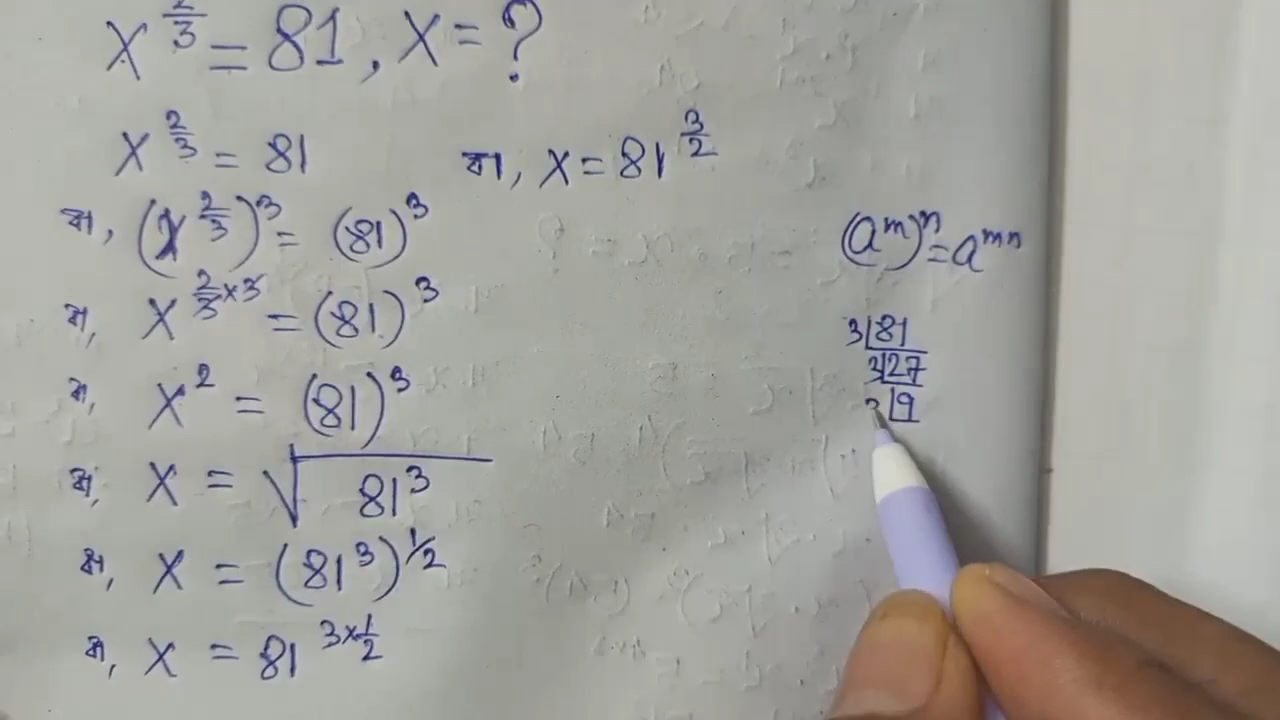 x^{2/3} = 81, x = ?
x^{2/3} = 81
বা, (x^{2/3})^3 = (81)^3
বা, x^{2/3 × 3} = (81)^3
বা, x^2 = (81)^3
বা, x = √81^3
বা, x = (81^3)^{1/2}
বা, x = 81^{3×1/2}
বা, x = 81^{3/2}
(a^m)^n = a^{mn}
3|81
3|27
3|9